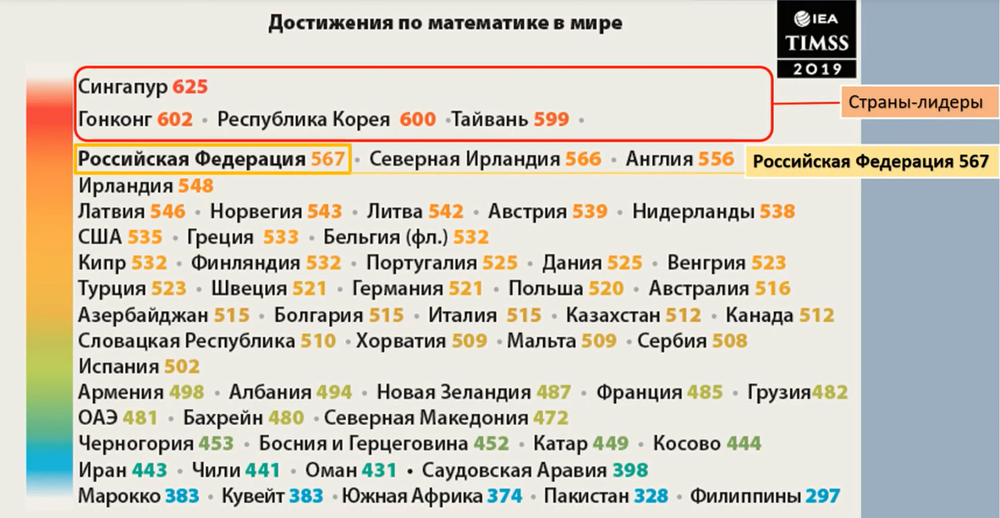 Достижения по математике в мире
IEA
TIMSS
2019
Сингапур 625
Гонконг 602 • Республика Корея 600 • Тайвань 599 •
Страны-лидеры
Российская Федерация 567 • Северная Ирландия 566 • Англия 556
Российская Федерация 567
Ирландия 548
Латвия 546 • Норвегия 543 • Литва 542 • Австрия 539 • Нидерланды 538
США 535 • Греция 533 • Бельгия (фл.) 532
Кипр 532 • Финляндия 532 • Португалия 525 • Дания 525 • Венгрия 523
Турция 523 • Швеция 521 • Германия 521 • Польша 520 • Австралия 516
Азербайджан 515 • Болгария 515 • Италия 515 • Казахстан 512 • Канада 512
Словацкая Республика 510 • Хорватия 509 • Мальта 509 • Сербия 508
Испания 502
Армения 498 • Албания 494 • Новая Зеландия 487 • Франция 485 • Грузия482
ОАЭ 481 • Бахрейн 480 • Северная Македония 472
Черногория 453 • Босния и Герцеговина 452 • Катар 449 • Косово 444
Иран 443 • Чили 441 • Оман 431 • Саудовская Аравия 398
Марокко 383 • Кувейт 383 • Южная Африка 374 • Пакистан 328 • Филиппины 297